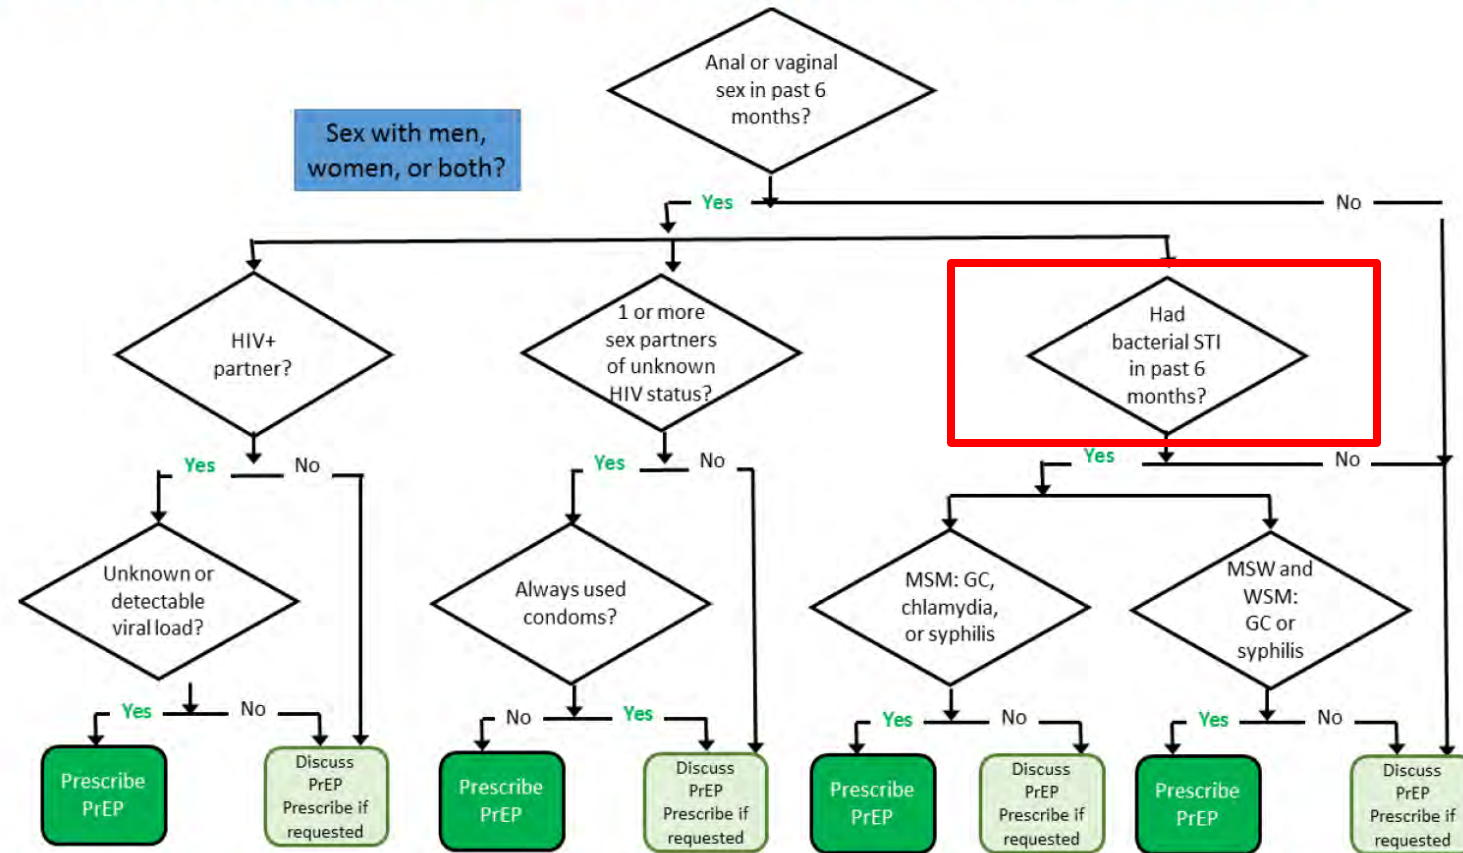 Anal or vaginal
sex in past 6
months?
Sex with men,
women, or both?
Yes
No
HIV+
partner?
1 or more
sex partners
of unknown
HIV status?
Had
bacterial STI
in past 6
months?
Yes
No
Yes
No
Yes
No
Unknown or
detectable
viral load?
Always used
condoms?
MSM: GC,
chlamydia,
or syphilis
MSW and
WSM:
GC or
syphilis
Yes
No
No
Yes
Yes
No
Yes
No
Prescribe
PrEP
Discuss
PrEP
Prescribe if
requested
Prescribe
PrEP
Discuss
PrEP
Prescribe if
requested
Prescribe
PrEP
Discuss
PrEP
Prescribe if
requested
Prescribe
PrEP
Discuss
PrEP
Prescribe if
requested